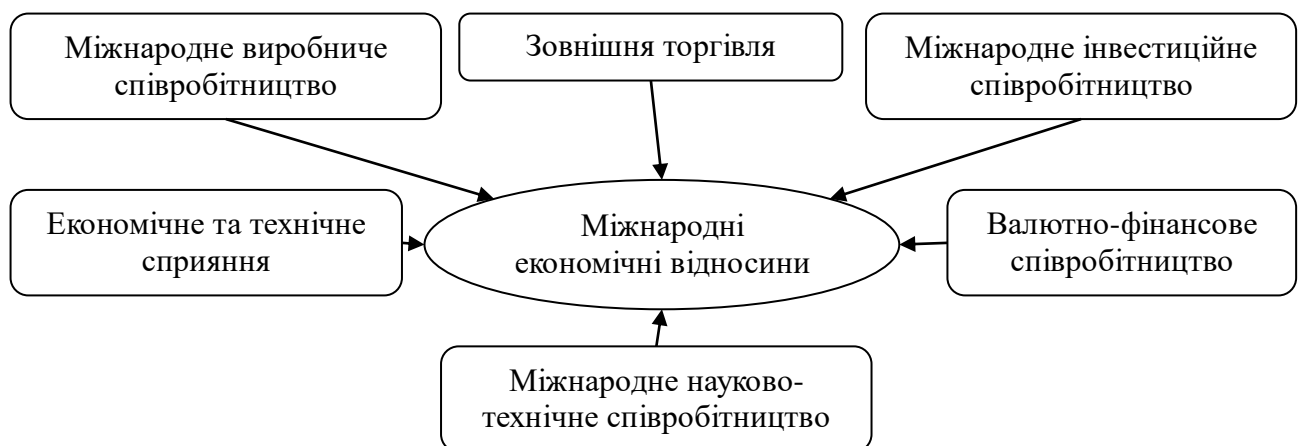 Міжнародне виробниче
співробітництво
Зовнішня торгівля
Міжнародне інвестиційне
співробітництво
Економічне та технічне
сприяння
Міжнародні
економічні відносини
Валютно-фінансове
співробітництво
Міжнародне науково-
технічне співробітництво